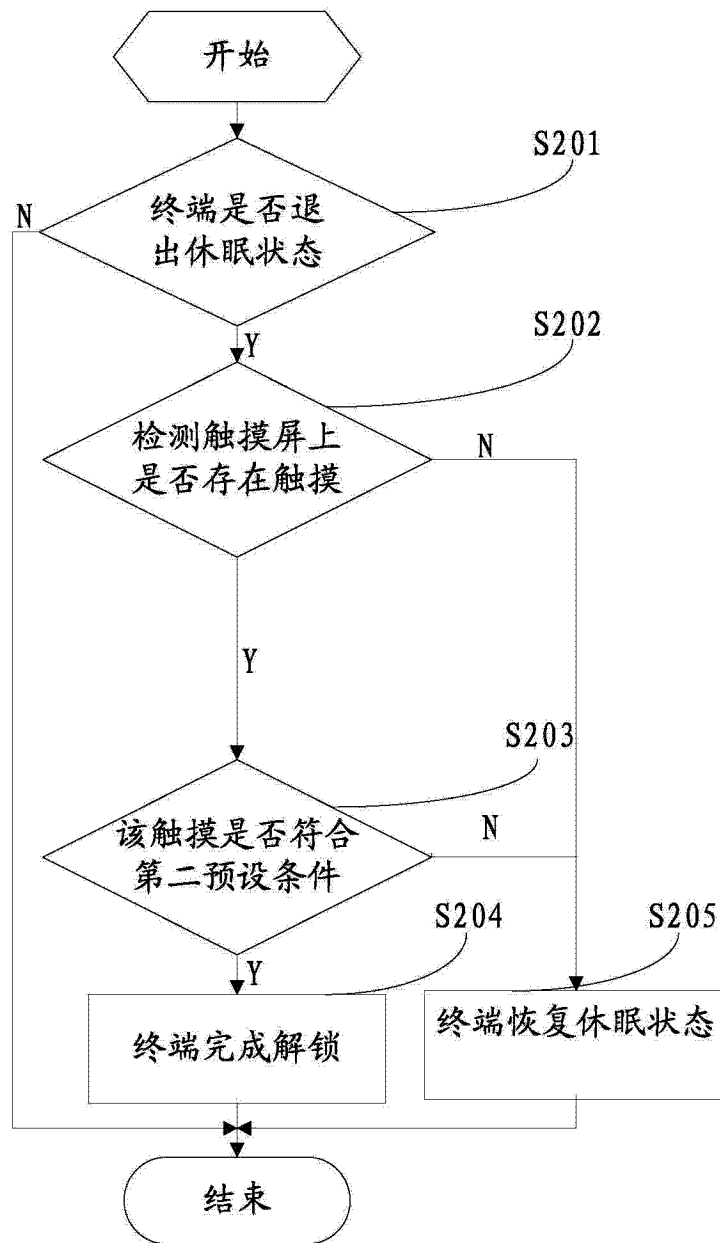 开始
S201
N
终端是否退
出休眠状态
Y
S202
检测触摸屏上
是否存在触摸
N
Y
S203
该触摸是否符合
第二预设条件
N
Y
S204
S205
终端完成解锁
终端恢复休眠状态
结束